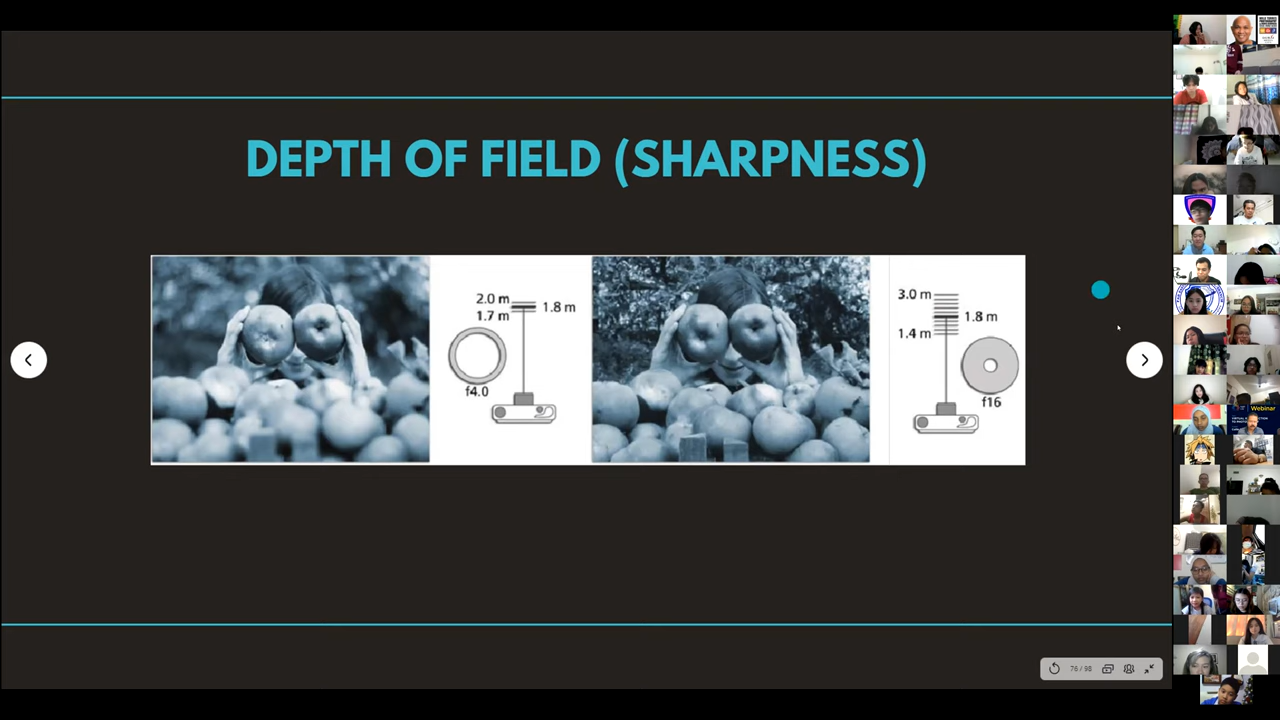 DEPTH OF FIELD (SHARPNESS)
2.0 m
1.7 m
1.8 m
f4.0
3.0 m
1.4 m
1.8 m
f16
76 / 98
Webinar